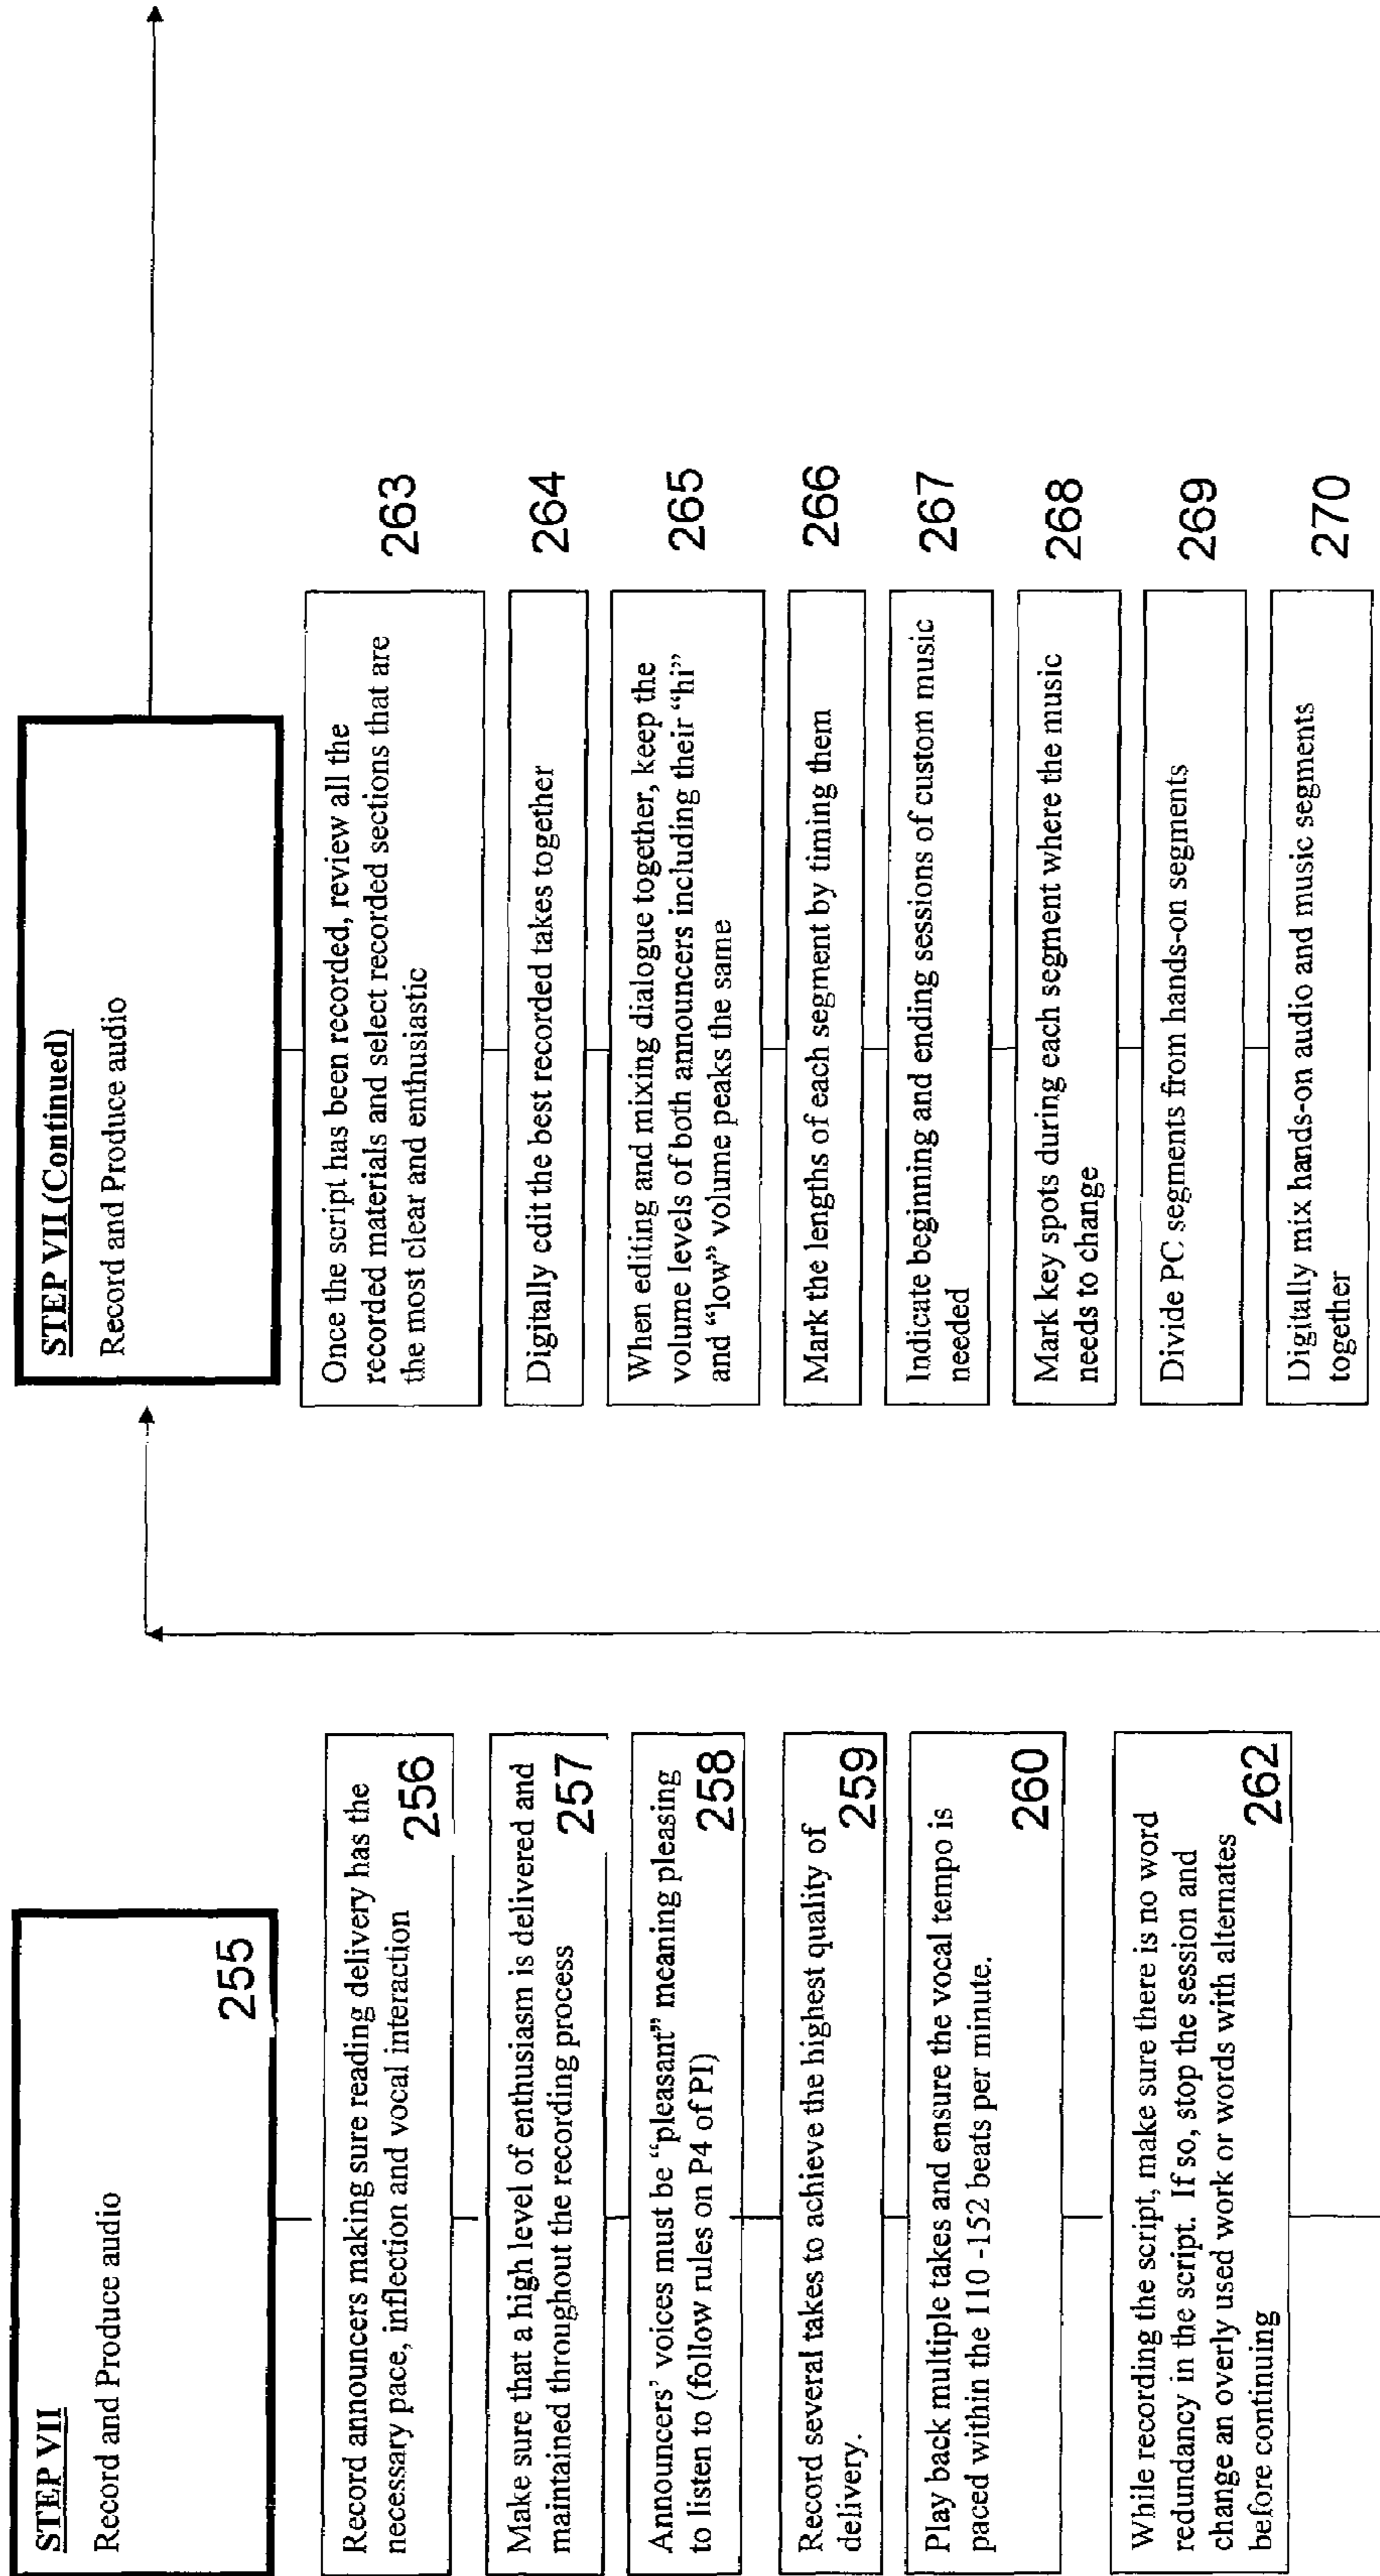 STEP VII
Record and Produce audio
255
Record announcers making sure reading delivery has the
necessary pace, inflection and vocal interaction
256
Make sure that a high level of enthusiasm is delivered and
maintained throughout the recording process
257
Announcers’ voices must be “pleasant” meaning pleasing
to listen to (follow rules on P4 of P1)
258
Record several takes to achieve the highest quality of
delivery.
259
Play back multiple takes and ensure the vocal tempo is
paced within the 110 -152 beats per minute.
260
While recording the script, make sure there is no word
redundancy in the script. If so, stop the session and
change an overly used work or words with alternates
before continuing
262
STEP VII (Continued)
Record and Produce audio
Once the script has been recorded, review all the
recorded materials and select recorded sections that are
the most clear and enthusiastic
263
Digitally edit the best recorded takes together
264
When editing and mixing dialogue together, keep the
volume levels of both announcers including their “hi”
and “low” volume peaks the same
265
Mark the lengths of each segment by timing them
266
Indicate beginning and ending sessions of custom music
needed
267
Mark key spots during each segment where the music
needs to change
268
Divide PC segments from hands-on segments
269
Digitally mix hands-on audio and music segments
together
270